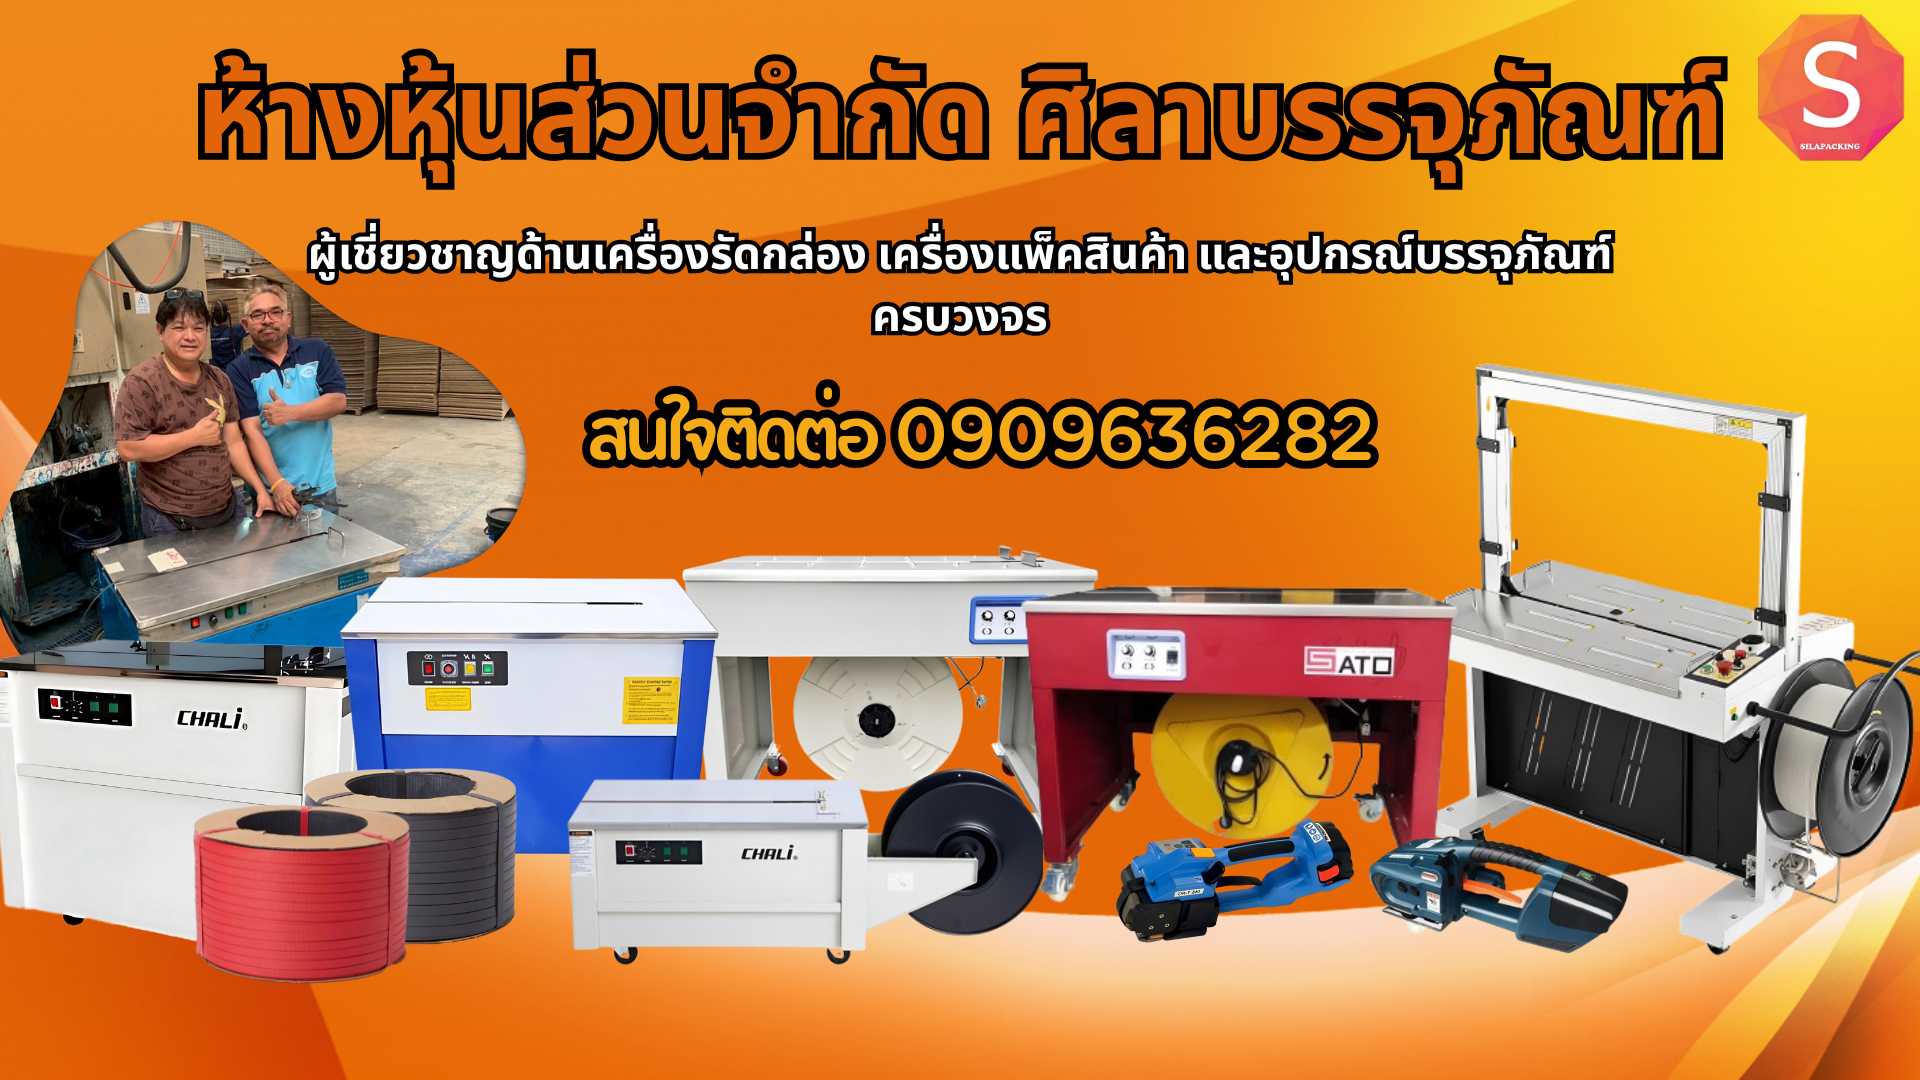 ห้างหุ้นส่วนจำกัด ศิลาบรรจุภัณฑ์
S
SILAPACKING
ผู้เชี่ยวชาญด้านเครื่องรัดกล่อง เครื่องแพ็คสินค้า และอุปกรณ์บรรจุภัณฑ์
ครบวงจร
สนใจติดต่อ 0909636282
SATO
CHALi
CHALi